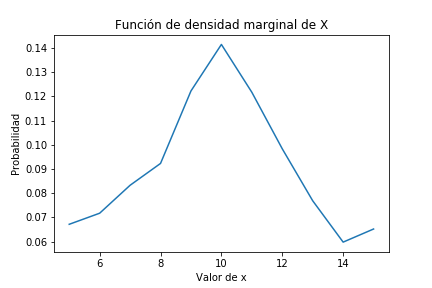 Función de densidad marginal de X
0.14
0.13
0.12
0.11
0.10
0.09
0.08
0.07
0.06
Probabilidad
6 8 10 12 14
Valor de x